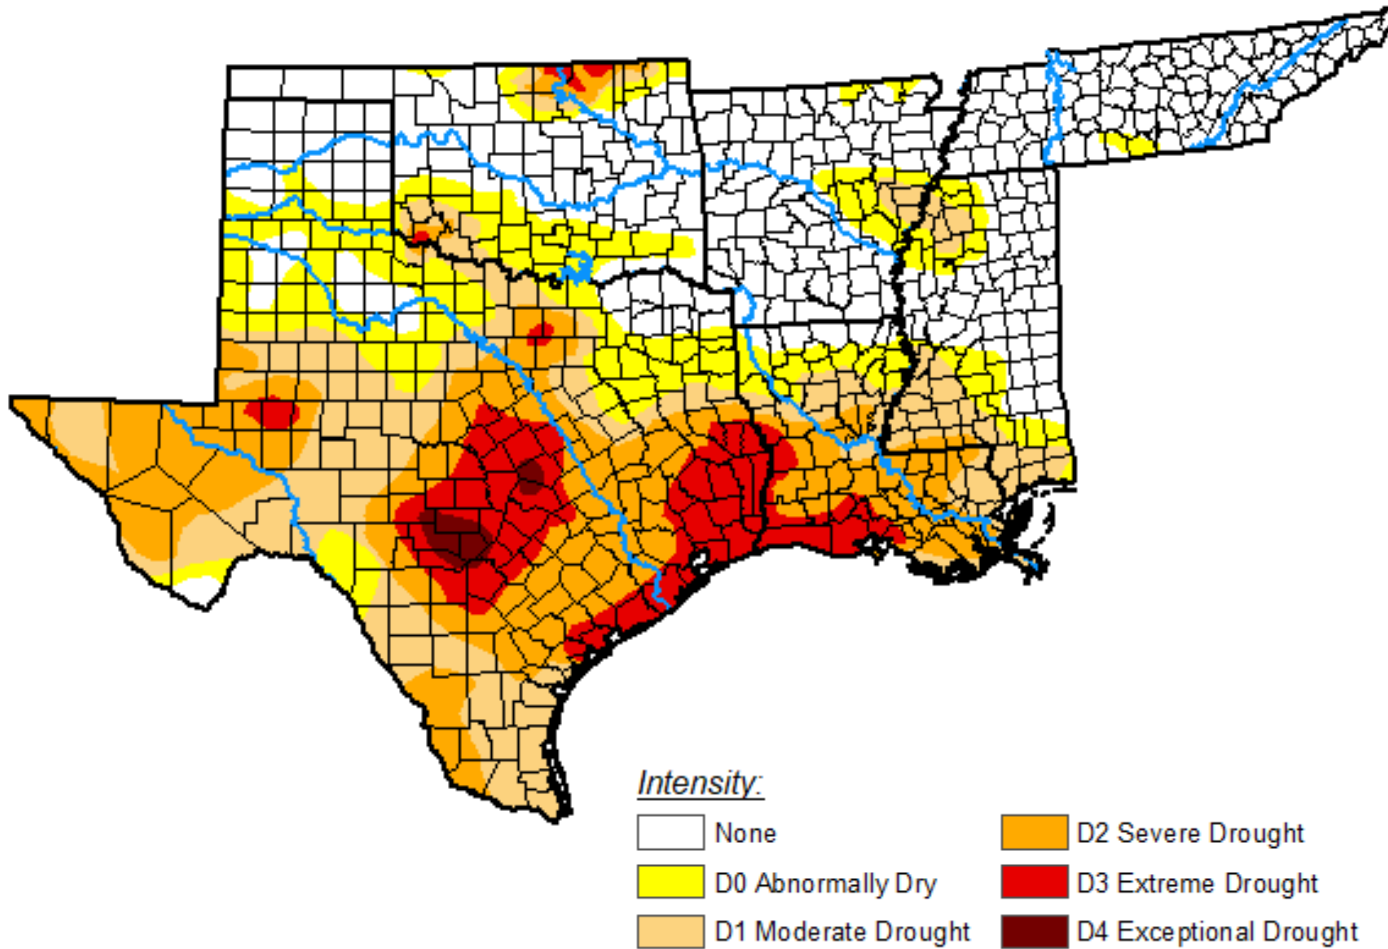 Intensity:
None
D0 Abnormally Dry
D1 Moderate Drought
D2 Severe Drought
D3 Extreme Drought
D4 Exceptional Drought